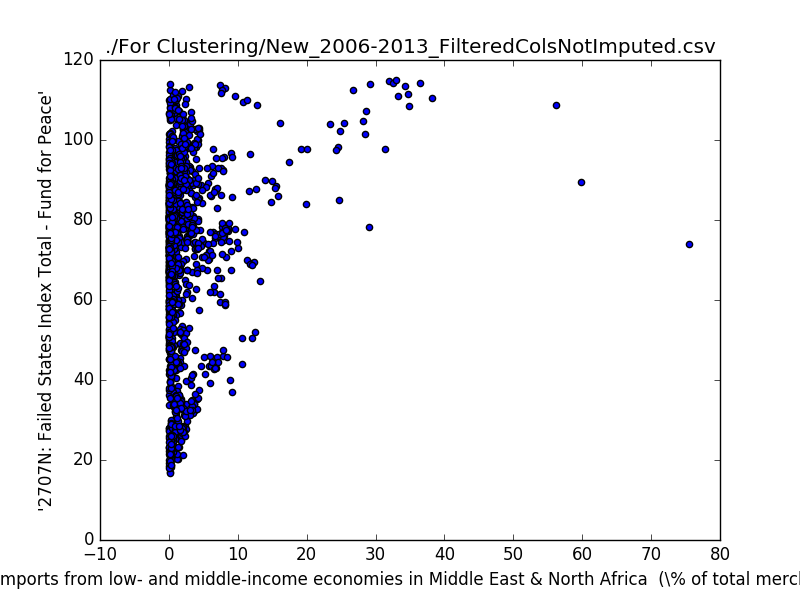 ./For Clustering/New_2006-2013_FilteredColsNotImputed.csv
120
100
80
60
40
20
0
'2707N: Failed States Index Total - Fund for Peace'
−10 0 10 20 30 40 50 60 70 80
mports from low- and middle-income economies in Middle East & North Africa (\% of total mercl